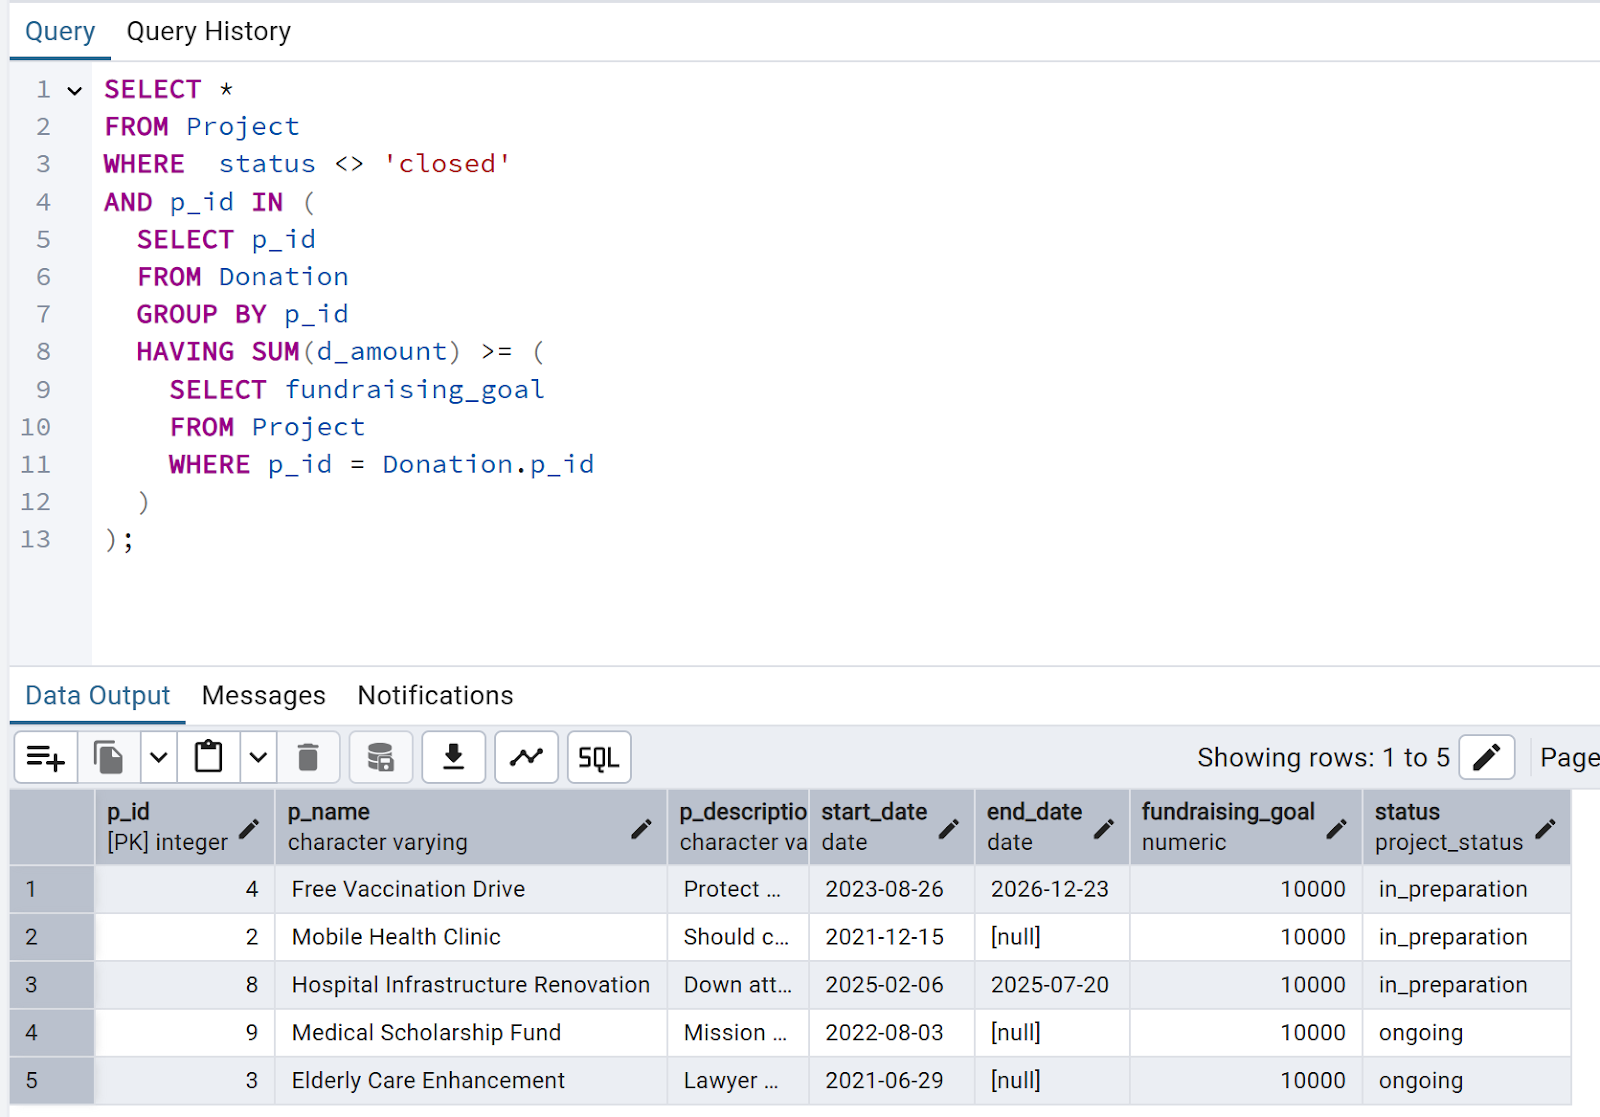 Query Query History
1 SELECT *
2 FROM Project
3 WHERE  status <> 'closed'
4 AND p_id IN (
5   SELECT p_id
6   FROM Donation
7   GROUP BY p_id
8   HAVING SUM(d_amount) >= (
9     SELECT fundraising_goal
10     FROM Project
11     WHERE p_id = Donation.p_id
12   )
13 );
Data Output Messages Notifications
SQL Showing rows: 1 to 5 Page
p_id p_name p_descriptio start_date end_date fundraising_goal status
[PK] integer character varying character va date date numeric project_status
1 4 Free Vaccination Drive Protect ... 2023-08-26 2026-12-23 10000 in_preparation
2 2 Mobile Health Clinic Should c... 2021-12-15 [null] 10000 in_preparation
3 8 Hospital Infrastructure Renovation Down att... 2025-02-06 2025-07-20 10000 in_preparation
4 9 Medical Scholarship Fund Mission ... 2022-08-03 [null] 10000 ongoing
5 3 Elderly Care Enhancement Lawyer ... 2021-06-29 [null] 10000 ongoing